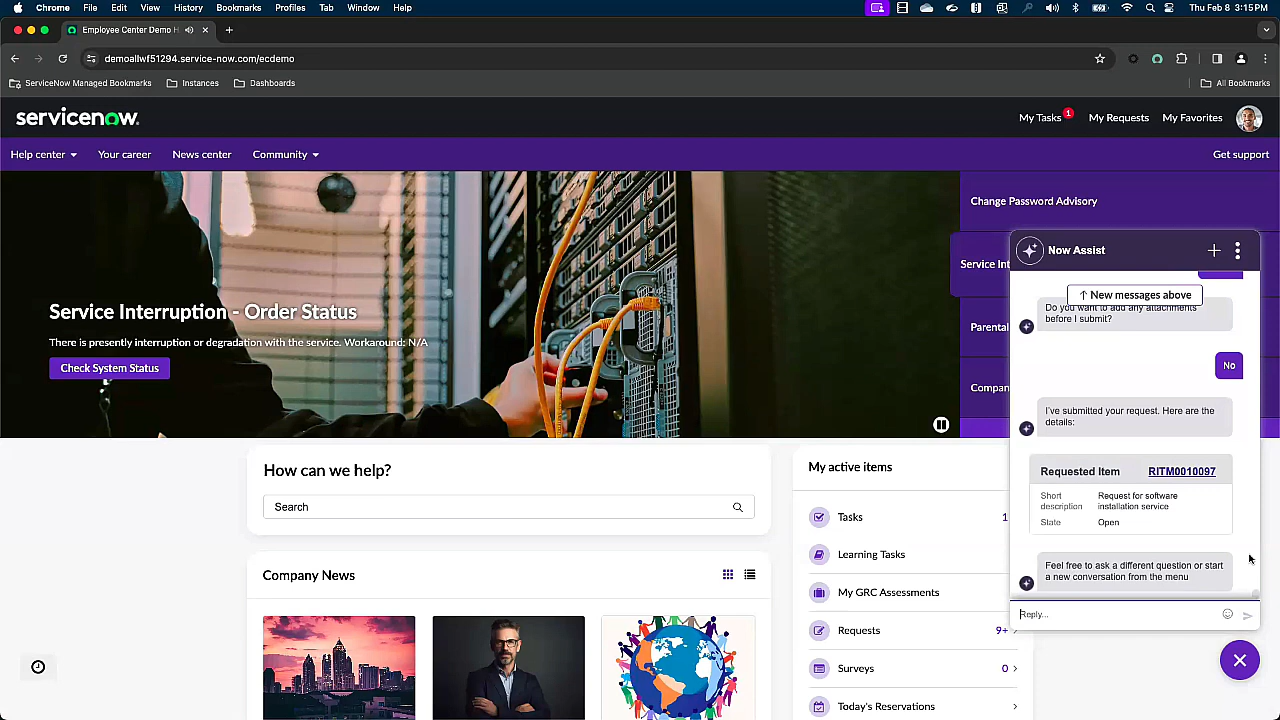 Chrome File Edit View History Bookmarks Profiles Tab Window Help Thu Feb 8 3:15 PM
Employee Center Demo H
demoallwf51294.service-now.com/ecdemo
ServiceNow Managed Bookmarks Instances Dashboards All Bookmarks
servicenow. My Tasks 1 My Requests My Favorites
Help center Your career News center Community Get support
Change Password Advisory
Service Int
Parental
Compan
Service Interruption - Order Status
There is presently interruption or degradation with the service. Workaround: N/A
Check System Status
How can we help?
Search
Company News
My active items
Tasks 1
Learning Tasks
My GRC Assessments
Requests 9+
Surveys 0
Today's Reservations
Now Assist
↑ New messages above
Do you want to add any attachments
before I submit?
No
I've submitted your request. Here are the
details:
Requested Item RITM0010097
Short description Request for software installation service
State Open
Feel free to ask a different question or start
a new conversation from the menu
Reply...